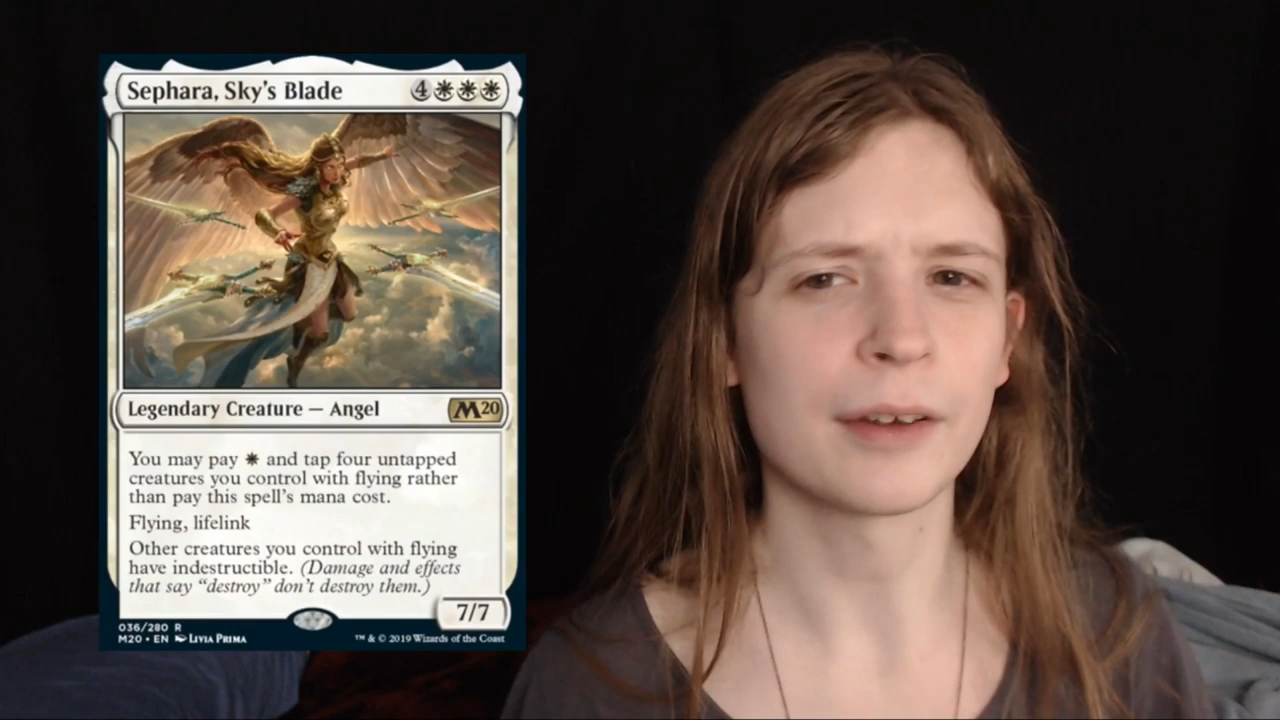 Sephara, Sky's Blade 4
Legendary Creature — Angel M20
You may pay and tap four untapped
creatures you control with flying rather
than pay this spell's mana cost.
Flying, lifelink
Other creatures you control with flying
have indestructible. (Damage and effects
that say “destroy” don't destroy them.)
7/7
036/280 R
M20 • EN LIVIA PRIMA ™ & © 2019 Wizards of the Coast